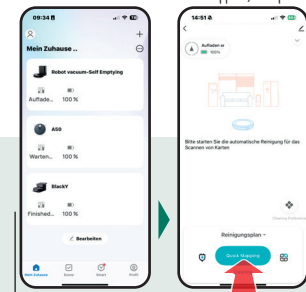 09:34
Mein Zuhause ..
Robot vacuum-Self Emptying
Auflade... 100 %
A50
Warten... 100 %
BlackY
Finished... 100 %
Bearbeiten
Mein Zuhause Szene Smart Profil
14:51
Aufladen
100%
Bitte starten Sie die automatische Reinigung für das
Scannen von Karten
Cleaning Preference
Reinigungsplan
Quick Mapping